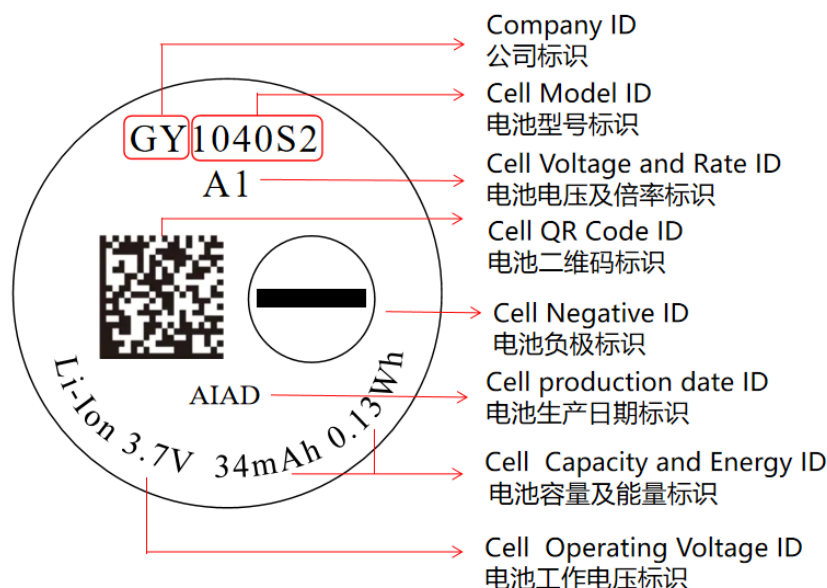 Company ID
公司标识
Cell Model ID
电池型号标识
GY1040S2
Cell Voltage and Rate ID
电池电压及倍率标识
A1
Cell QR Code ID
电池二维码标识
Cell Negative ID
电池负极标识
Cell production date ID
电池生产日期标识
AIAD
Li-Ion 3.7V 34mAh 0.13Wh
Cell Capacity and Energy ID
电池容量及能量标识
Cell Operating Voltage ID
电池工作电压标识